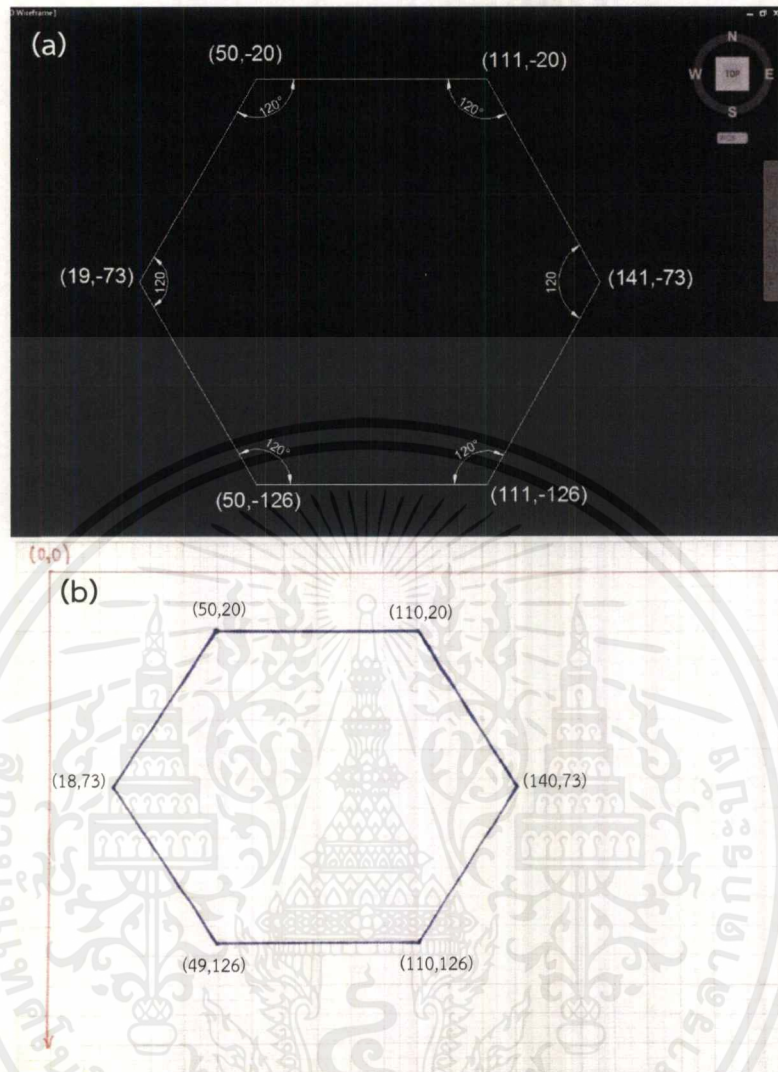 D Wireframe ]
(a)
(50,-20)
(111,-20)
N
W
TOP
E
S
120°
120°
(19,-73)
120
120
(141,-73)
120°
120°
(50,-126)
(111,-126)
(0,0)
(b)
(50,20)
(110,20)
(18,73)
(140,73)
(49,126)
(110,126)